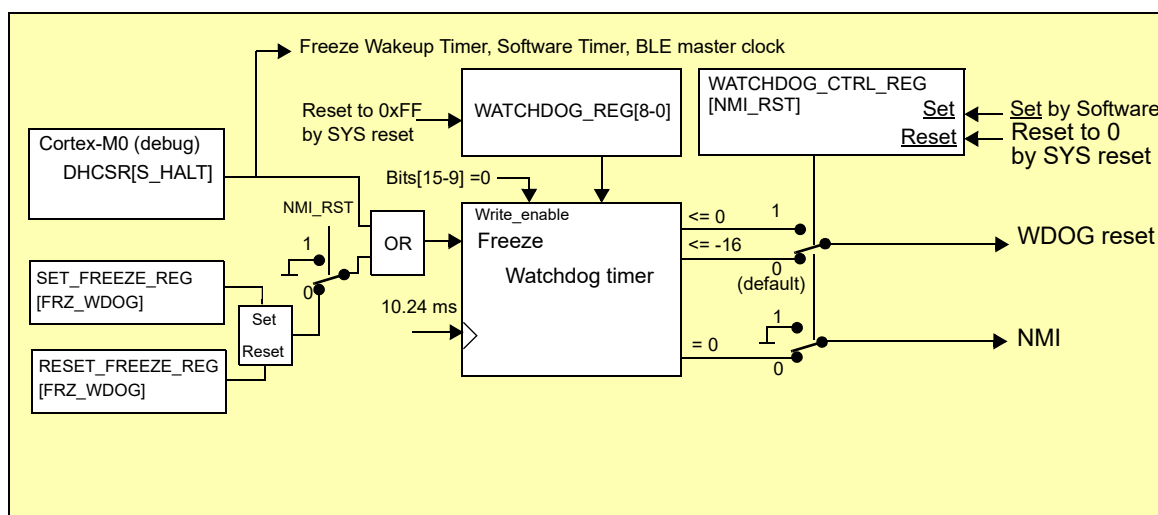 Freeze Wakeup Timer, Software Timer, BLE master clock
WATCHDOG_CTRL_REG
[NMI_RST]
Set
Reset
Set by Software
Reset to 0
by SYS reset
Reset to 0xFF
by SYS reset
WATCHDOG_REG[8-0]
Cortex-M0 (debug)
DHCSR[S_HALT]
Bits[15-9] =0
NMI_RST
1
0
OR
Write_enable
Freeze
Watchdog timer
<= 0
<= -16
1
0
(default)
WDOG reset
SET_FREEZE_REG
[FRZ_WDOG]
Set
Reset
10.24 ms
= 0
1
0
NMI
RESET_FREEZE_REG
[FRZ_WDOG]